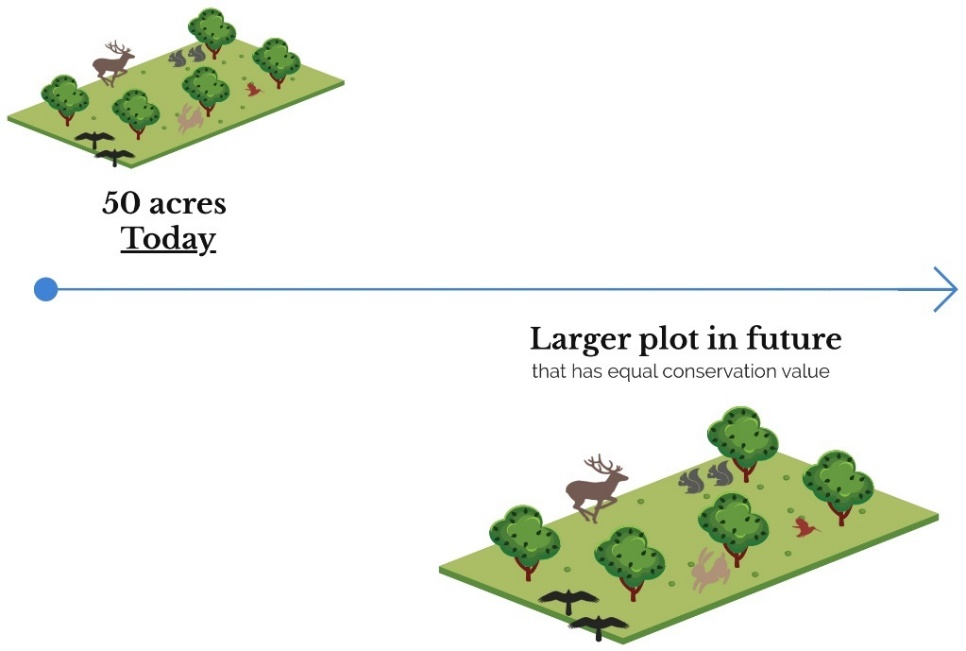 50 acres
Today
Larger plot in future
that has equal conservation value